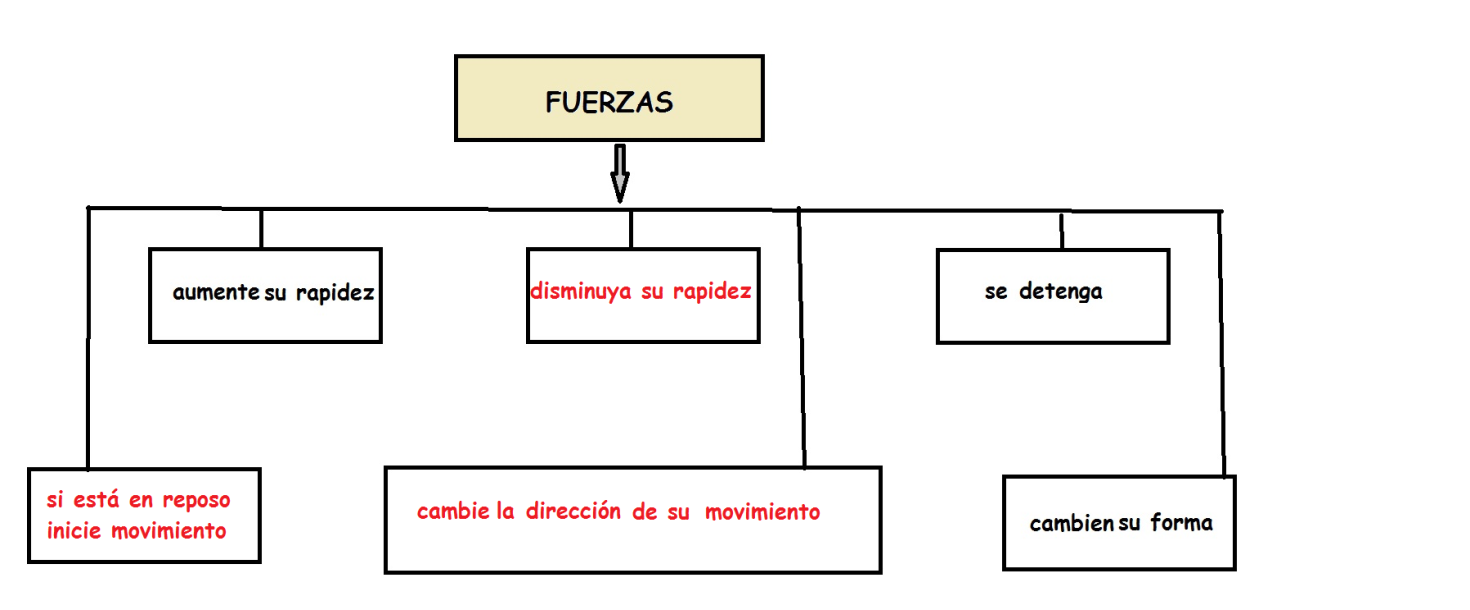 FUERZAS
aumente su rapidez
disminuya su rapidez
se detenga
si está en reposo
inicie movimiento
cambie la dirección de su movimiento
cambien su forma